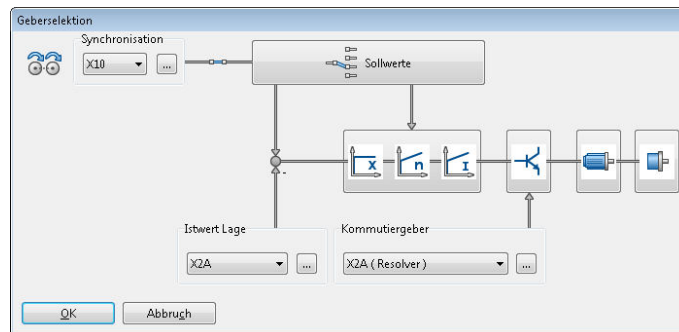 Geberselektion
Synchronisation
X10
...
Sollwerte
x
n
I
Istwert Lage
X2A
...
Kommutiergeber
X2A ( Resolver )
...
OK
Abbruch